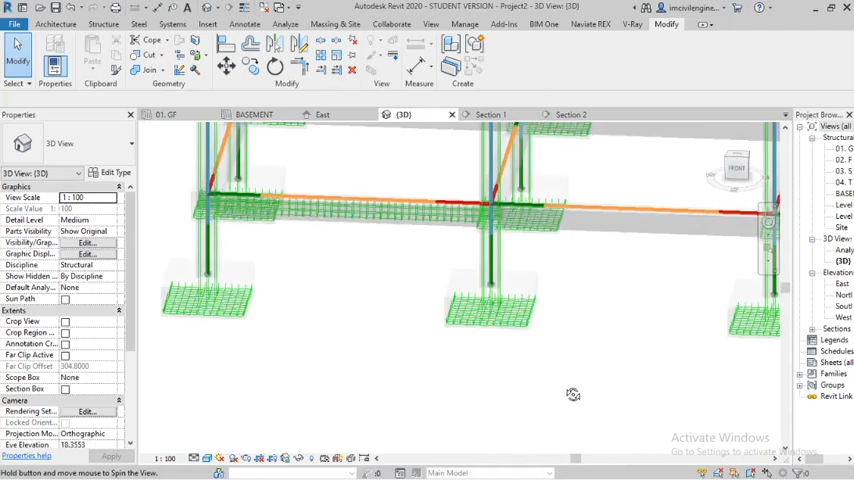 Autodesk Revit 2020 - STUDENT VERSION - Project2 - 3D View: {3D}
imcivilengine...
File Architecture Structure Steel Systems Insert Annotate Analyze Massing & Site Collaborate View Manage Add-Ins BIM One Naviate REX V-Ray Modify
Modify
Properties
Paste
Cope
Cut
Join
Select Properties Clipboard Geometry Modify View Measure Create
Properties
01. GF BASEMENT East {3D} Section 1 Section 2
Project Brow...
3D View
3D View Edit Type
Graphics
View Scale 1 : 100
Scale Value 1: 100
Detail Level Medium
Parts Visibility Show Original
Visibility/Grap... Edit...
Graphic Displ... Edit...
Discipline Structural
Show Hidden ... By Discipline
Default Analy... None
Sun Path
Extents
Crop View
Crop Region ...
Annotation Cr...
Far Clip Active
Far Clip Offset 304.8000
Scope Box None
Section Box
Camera
Rendering Set... Edit...
Locked Orient...
Projection Mo... Orthographic
Eye Elevation 18.3553
Properties help Apply
FRONT
Views (all
Structural
01. G
02. F
03. S
04. T
Level
Level
Site
3D View
Analy
{3D}
Elevations
East
North
South
West
Sections
Legends
Schedules
Sheets (all
Families
Groups
Revit Link
Activate Windows
Go to Settings to activate Windows.
1 : 100
Hold button and move mouse to Spin the View.
:0 Main Model :0